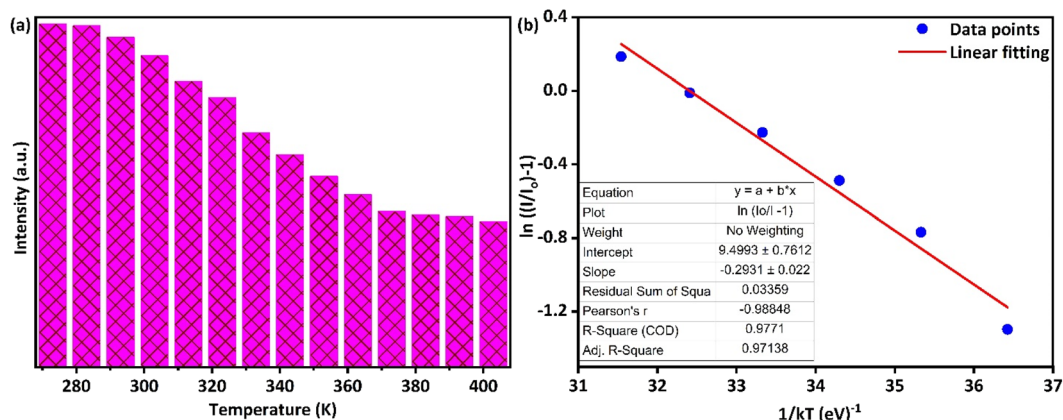 (a)
Intensity (a.u.)
280 300 320 340 360 380 400
Temperature (K)
(b)
Data points
Linear fitting
ln ((I/Iₒ)-1)
0.4
0.0
-0.4
-0.8
-1.2
Equation y = a + b*x
Plot ln (Io/I -1)
Weight No Weighting
Intercept 9.4993 ± 0.7612
Slope -0.2931 ± 0.022
Residual Sum of Squa 0.03359
Pearson's r -0.98848
R-Square (COD) 0.9771
Adj. R-Square 0.97138
31 32 33 34 35 36 37
1/kT (eV)⁻¹